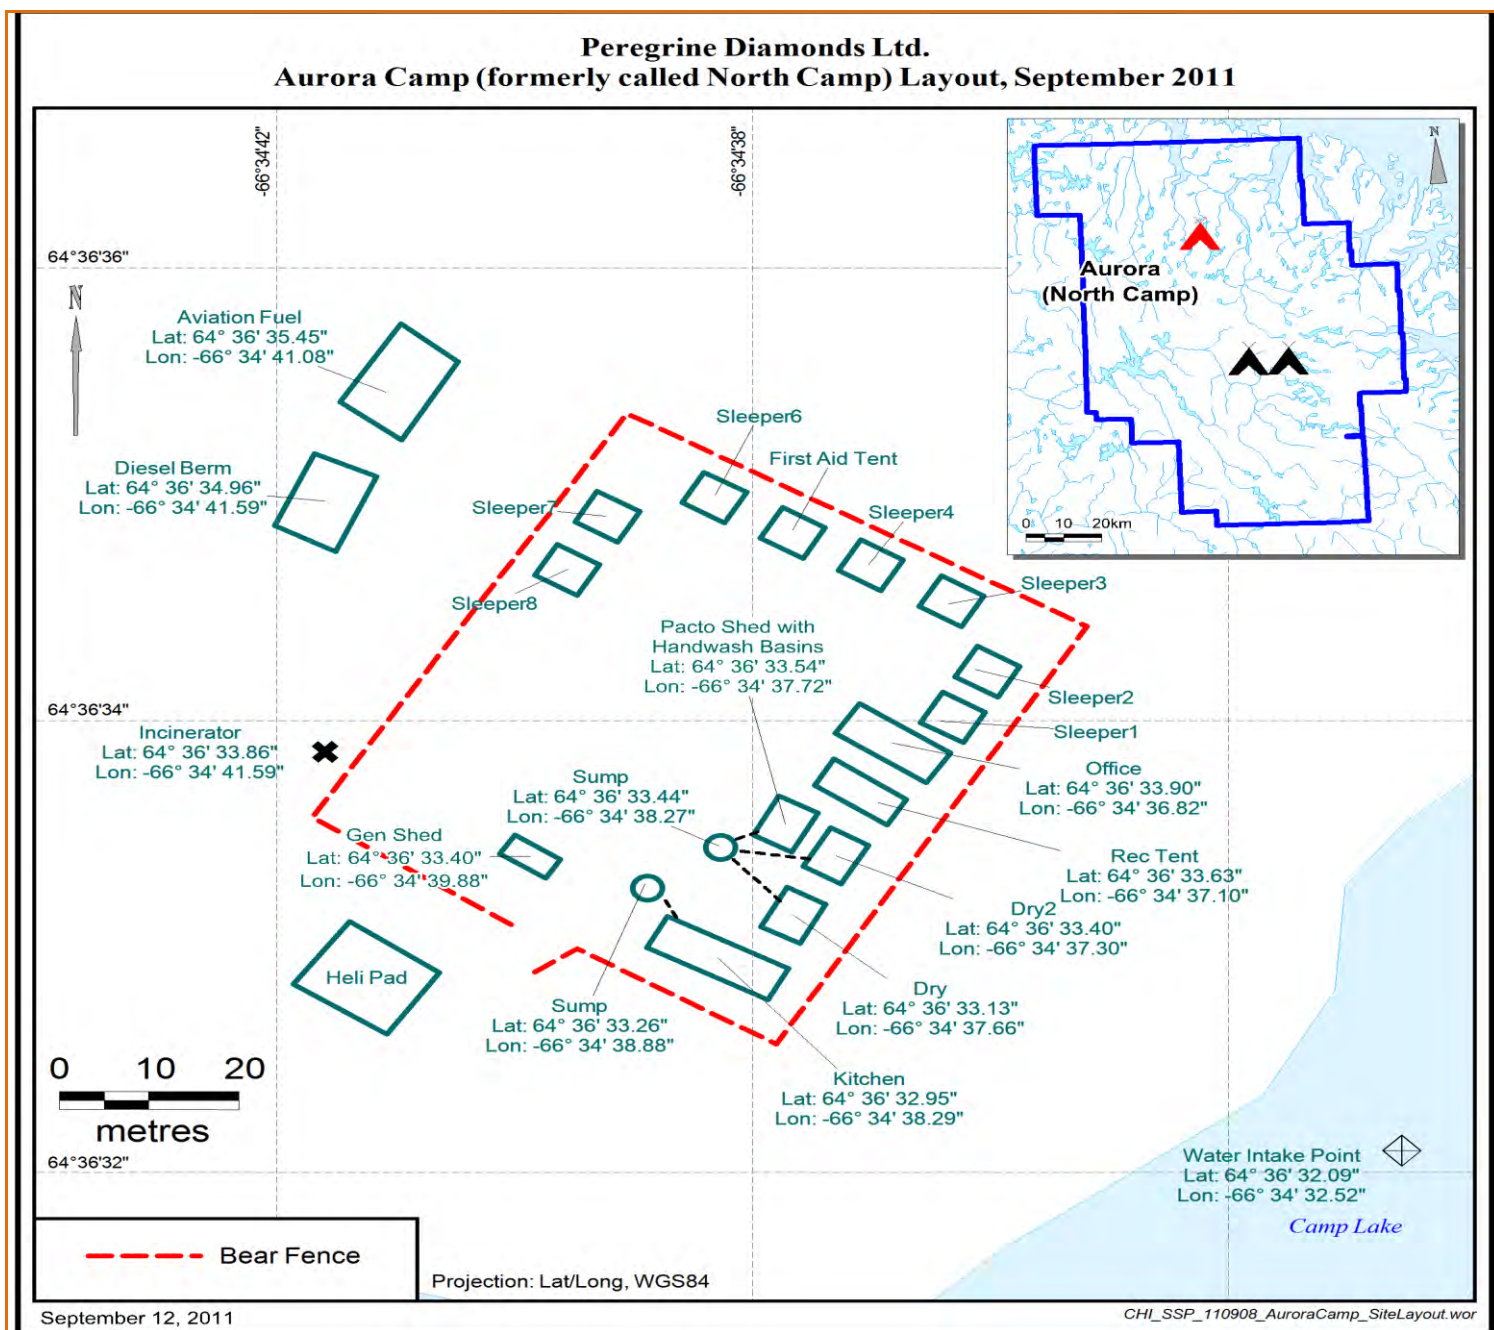 Peregrine Diamonds Ltd.
Aurora Camp (formerly called North Camp) Layout, September 2011
-66°34'42"
-66°34'38"
N
Aurora
(North Camp)
0 10 20km
64°36'36"
N
Aviation Fuel
Lat: 64° 36' 35.45"
Lon: -66° 34' 41.08"
Diesel Berm
Lat: 64° 36' 34.96"
Lon: -66° 34' 41.59"
Sleeper6
First Aid Tent
Sleeper7
Sleeper4
Sleeper8
Sleeper3
Pacto Shed with
Handwash Basins
Lat: 64° 36' 33.54"
Lon: -66° 34' 37.72"
Sleeper2
64°36'34"
Sleeper1
Incinerator
Lat: 64° 36' 33.86"
Lon: -66° 34' 41.59"
Office
Lat: 64° 36' 33.90"
Lon: -66° 34' 36.82"
Sump
Lat: 64° 36' 33.44"
Lon: -66° 34' 38.27"
Gen Shed
Lat: 64° 36' 33.40"
Lon: -66° 34' 39.88"
Rec Tent
Lat: 64° 36' 33.63"
Lon: -66° 34' 37.10"
Dry2
Lat: 64° 36' 33.40"
Lon: -66° 34' 37.30"
Heli Pad
Dry
Lat: 64° 36' 33.13"
Lon: -66° 34' 37.66"
Sump
Lat: 64° 36' 33.26"
Lon: -66° 34' 38.88"
0 10 20
metres
Kitchen
Lat: 64° 36' 32.95"
Lon: -66° 34' 38.29"
64°36'32"
Water Intake Point
Lat: 64° 36' 32.09"
Lon: -66° 34' 32.52"
Camp Lake
Bear Fence
Projection: Lat/Long, WGS84
September 12, 2011
CHI_SSP_110908_AuroraCamp_SiteLayout.wor